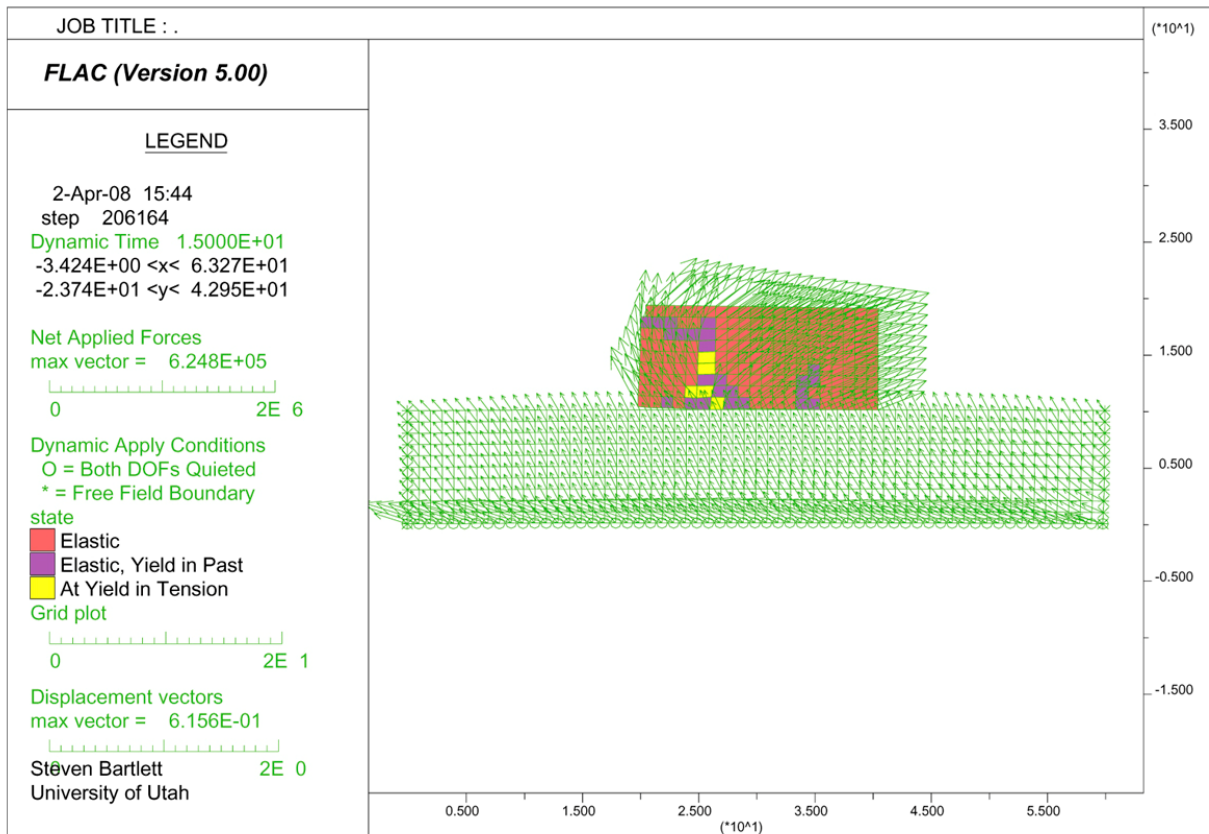 JOB TITLE : .
FLAC (Version 5.00)
LEGEND
2-Apr-08 15:44
step 206164
Dynamic Time 1.5000E+01
-3.424E+00 <x< 6.327E+01
-2.374E+01 <y< 4.295E+01
Net Applied Forces
max vector = 6.248E+05
0 2E 6
Dynamic Apply Conditions
O = Both DOFs Quieted
* = Free Field Boundary
state
Elastic
Elastic, Yield in Past
At Yield in Tension
Grid plot
0 2E 1
Displacement vectors
max vector = 6.156E-01
0 2E 0
Steven Bartlett
University of Utah
(*10^1)
3.500
2.500
1.500
0.500
-0.500
-1.500
0.500 1.500 2.500 3.500 4.500 5.500
(*10^1)